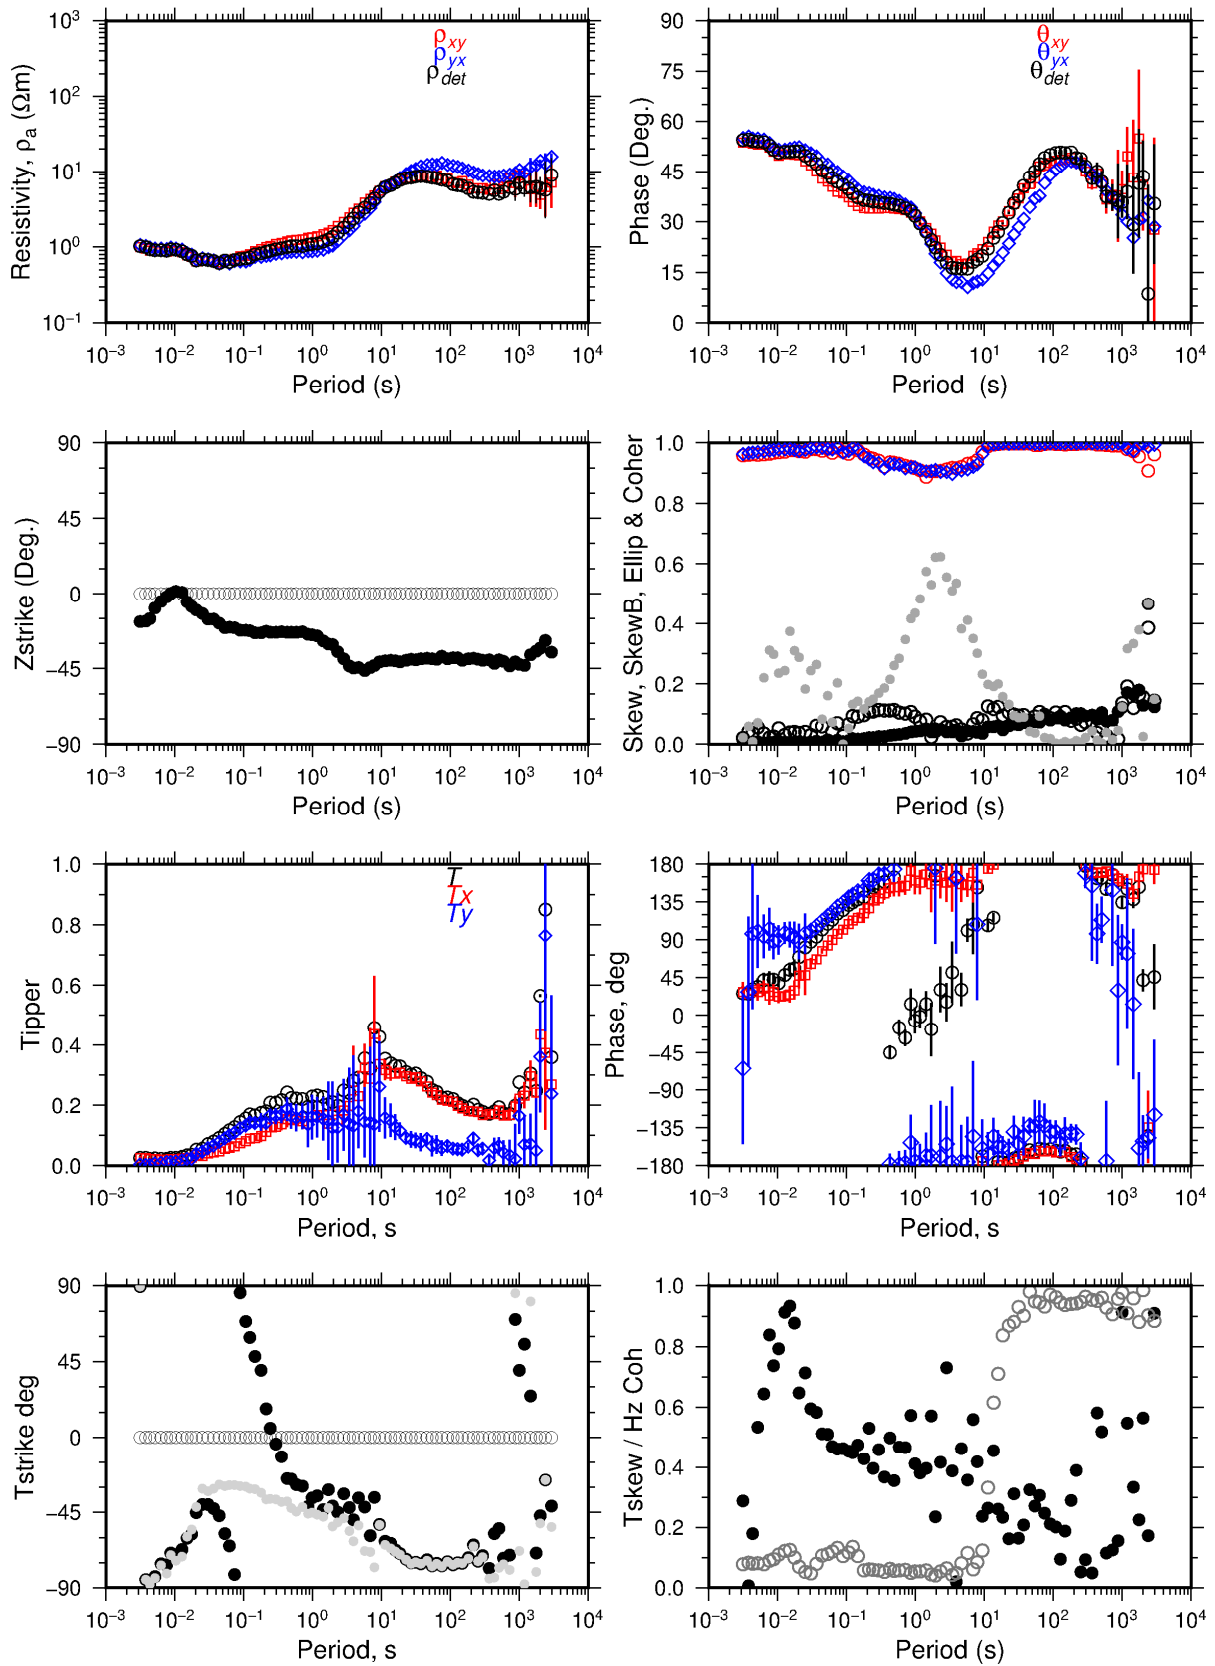 10³
10²
10¹
10⁰
10⁻¹
Resistivity, ρₐ (Ωm)
ρxy
ρyx
ρdet
10⁻³ 10⁻² 10⁻¹ 10⁰ 10¹ 10² 10³ 10⁴
Period (s)
90
75
60
45
30
15
0
Phase (Deg.)
θxy
θyx
θdet
10⁻³ 10⁻² 10⁻¹ 10⁰ 10¹ 10² 10³ 10⁴
Period (s)
90
45
0
−45
−90
Zstrike (Deg.)
10⁻³ 10⁻² 10⁻¹ 10⁰ 10¹ 10² 10³ 10⁴
Period (s)
1.0
0.8
0.6
0.4
0.2
0.0
Skew, SkewB, Ellip & Coher
10⁻³ 10⁻² 10⁻¹ 10⁰ 10¹ 10² 10³ 10⁴
Period (s)
1.0
0.8
0.6
0.4
0.2
0.0
Tipper
T
Tx
Ty
10⁻³ 10⁻² 10⁻¹ 10⁰ 10¹ 10² 10³ 10⁴
Period, s
180
135
90
45
0
−45
−90
−135
−180
Phase, deg
10⁻³ 10⁻² 10⁻¹ 10⁰ 10¹ 10² 10³ 10⁴
Period, s
90
45
0
−45
−90
Tstrike deg
10⁻³ 10⁻² 10⁻¹ 10⁰ 10¹ 10² 10³ 10⁴
Period, s
1.0
0.8
0.6
0.4
0.2
0.0
Tskew / Hz Coh
10⁻³ 10⁻² 10⁻¹ 10⁰ 10¹ 10² 10³ 10⁴
Period (s)